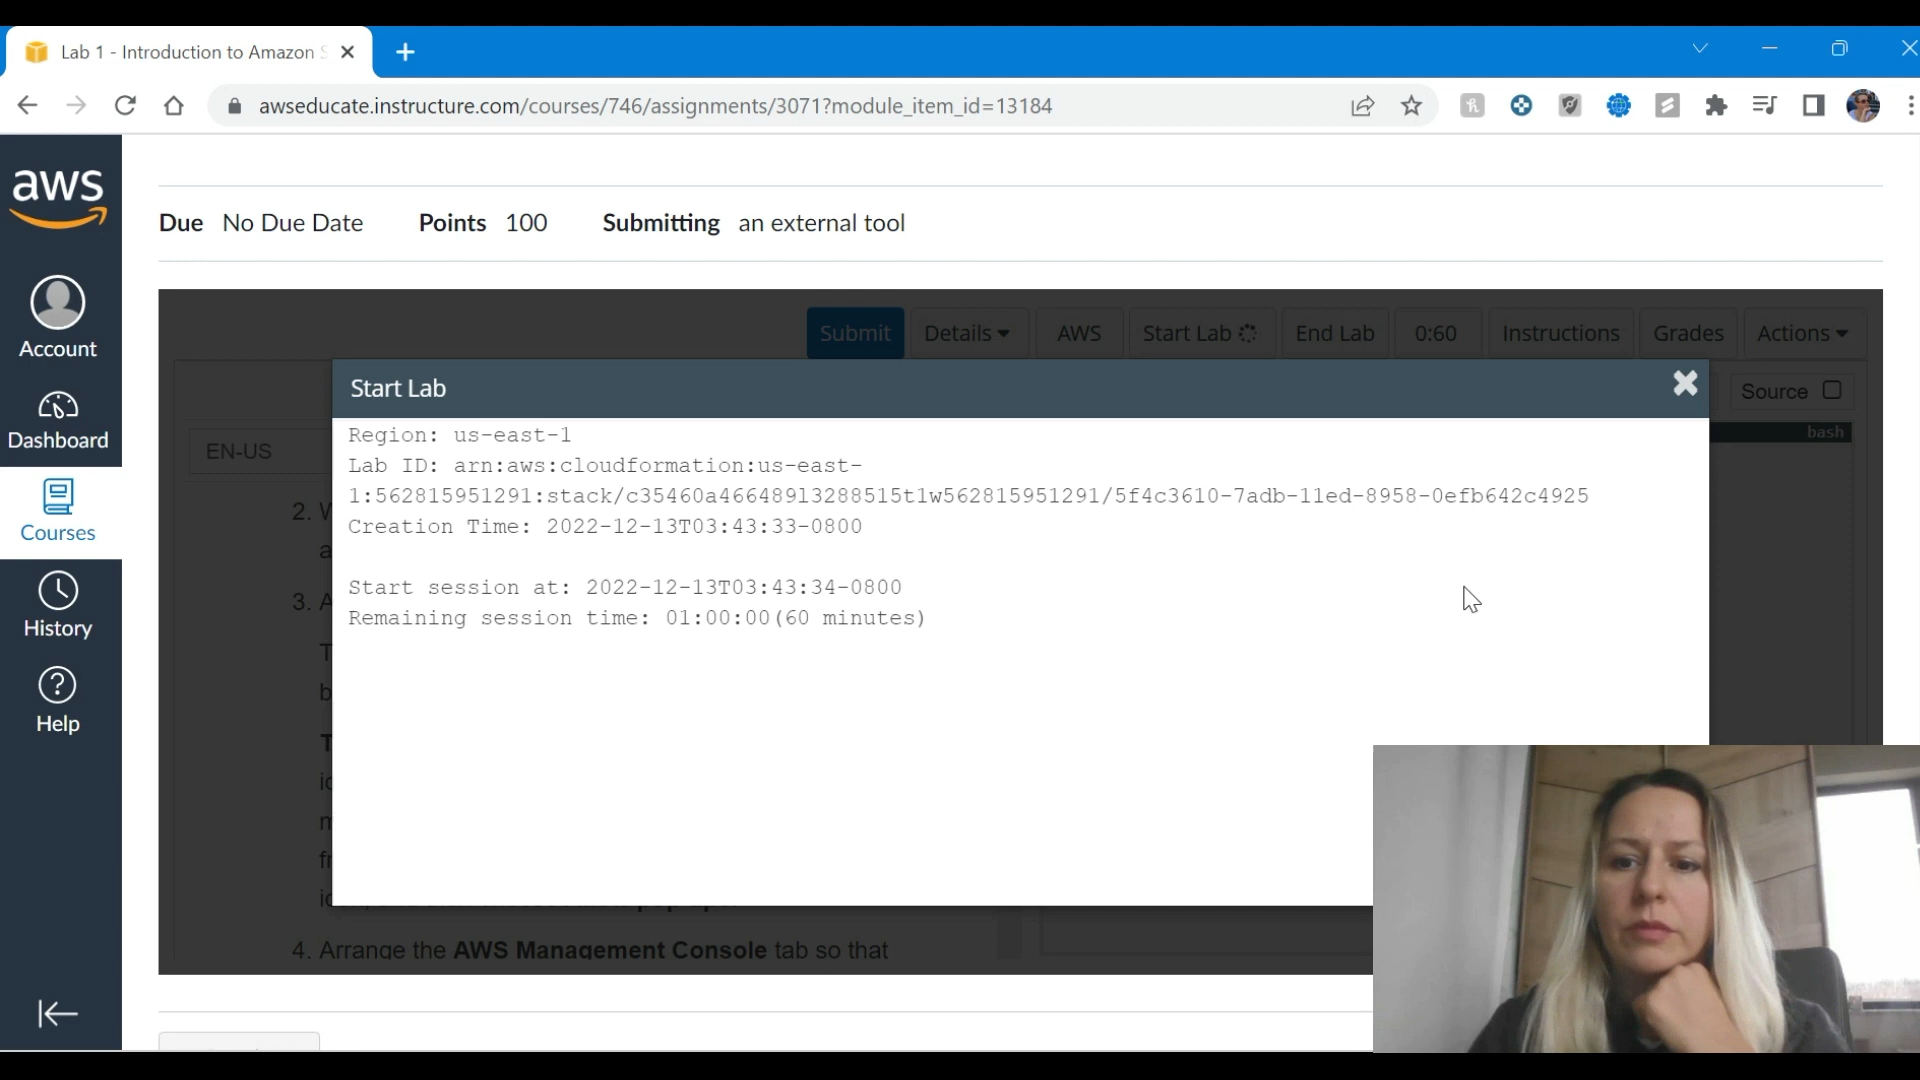 Lab 1 - Introduction to Amazon S
awseducate.instructure.com/courses/746/assignments/3071?module_item_id=13184
aws
Due No Due Date Points 100 Submitting an external tool
Account
Dashboard
Courses
History
Help
Submit Details AWS Start Lab End Lab 0:60 Instructions Grades Actions
Source
EN-US
bash
Start Lab
Region: us-east-1
Lab ID: arn:aws:cloudformation:us-east-
1:562815951291:stack/c35460a466489l3288515t1w562815951291/5f4c3610-7adb-11ed-8958-0efb642c4925
Creation Time: 2022-12-13T03:43:33-0800
Start session at: 2022-12-13T03:43:34-0800
Remaining session time: 01:00:00(60 minutes)
2.
3.
4. Arrange the AWS Management Console tab so that